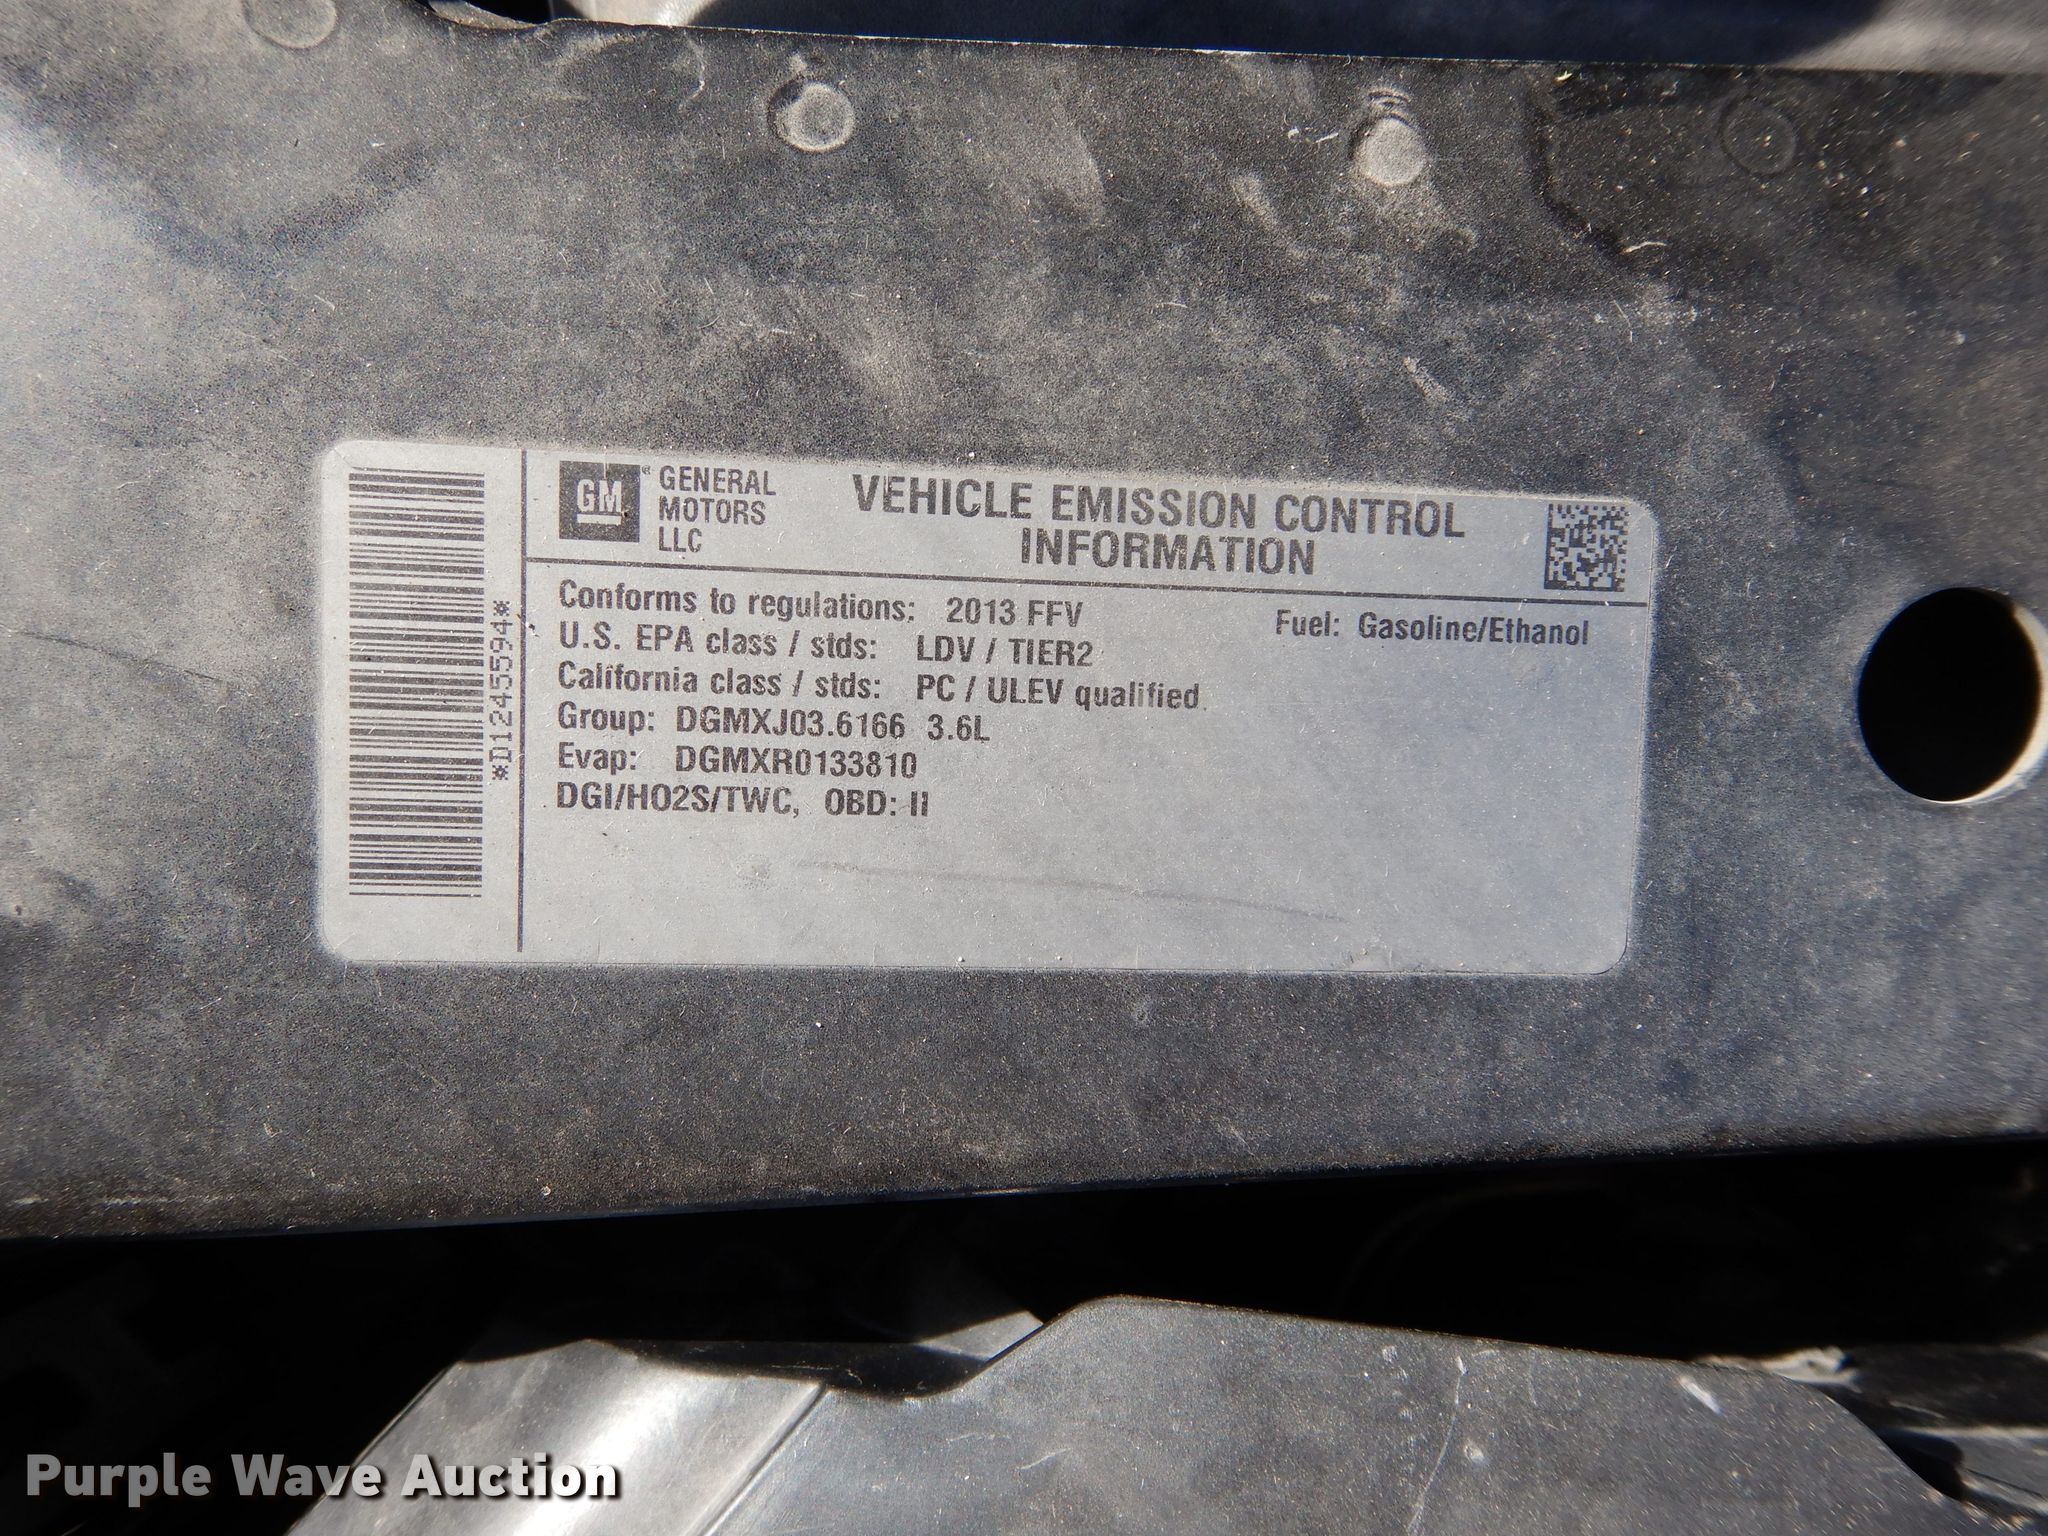 GM® GENERAL
MOTORS
LLC
VEHICLE EMISSION CONTROL
INFORMATION
*D12455594*
Conforms to regulations: 2013 FFV
Fuel: Gasoline/Ethanol
U.S. EPA class / stds: LDV / TIER2
California class / stds: PC / ULEV qualified
Group: DGMXJ03.6166 3.6L
Evap: DGMXR0133810
DGI/HO2S/TWC, OBD: II
Purple Wave Auction